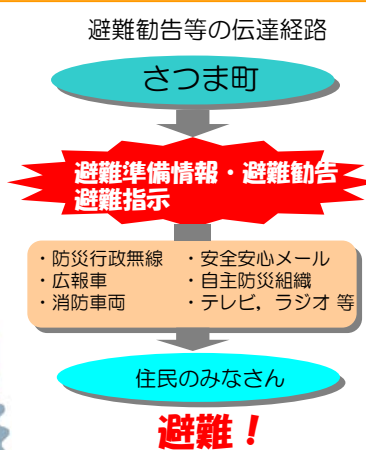 避難勧告等の伝達経路
さつま町
避難準備情報・避難勧告
避難指示
・防災行政無線 ・安全安心メール
・広報車 ・自主防災組織
・消防車両 ・テレビ，ラジオ 等
住民のみなさん
避難！